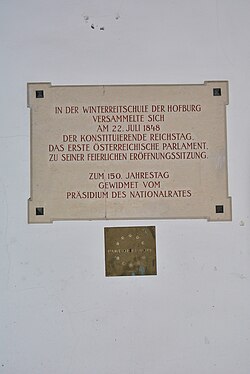 IN DER WINTERREITSCHULE DER HOFBURG
VERSAMMELTE SICH
AM 22. JULI 1848
DER KONSTITUIERENDE REICHSTAG,
DAS ERSTE ÖSTERREICHISCHE PARLAMENT,
ZU SEINER FEIERLICHEN ERÖFFNUNGSSITZUNG.
ZUM 150. JAHRESTAG
GEWIDMET VOM
PRÄSIDIUM DES NATIONALRATES